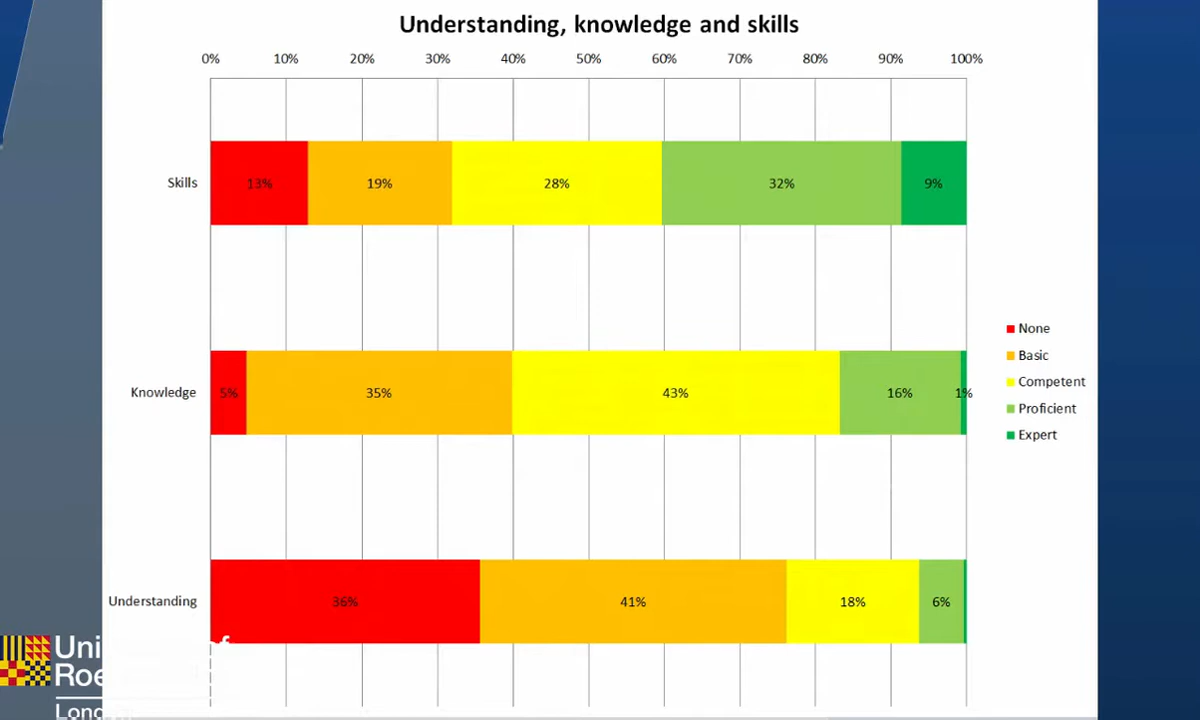 Understanding, knowledge and skills
0% 10% 20% 30% 40% 50% 60% 70% 80% 90% 100%
Skills 13% 19% 28% 32% 9%
None
Basic
Knowledge 5% 35% 43% 16% 1%
Competent
Proficient
Expert
Understanding 36% 41% 18% 6%